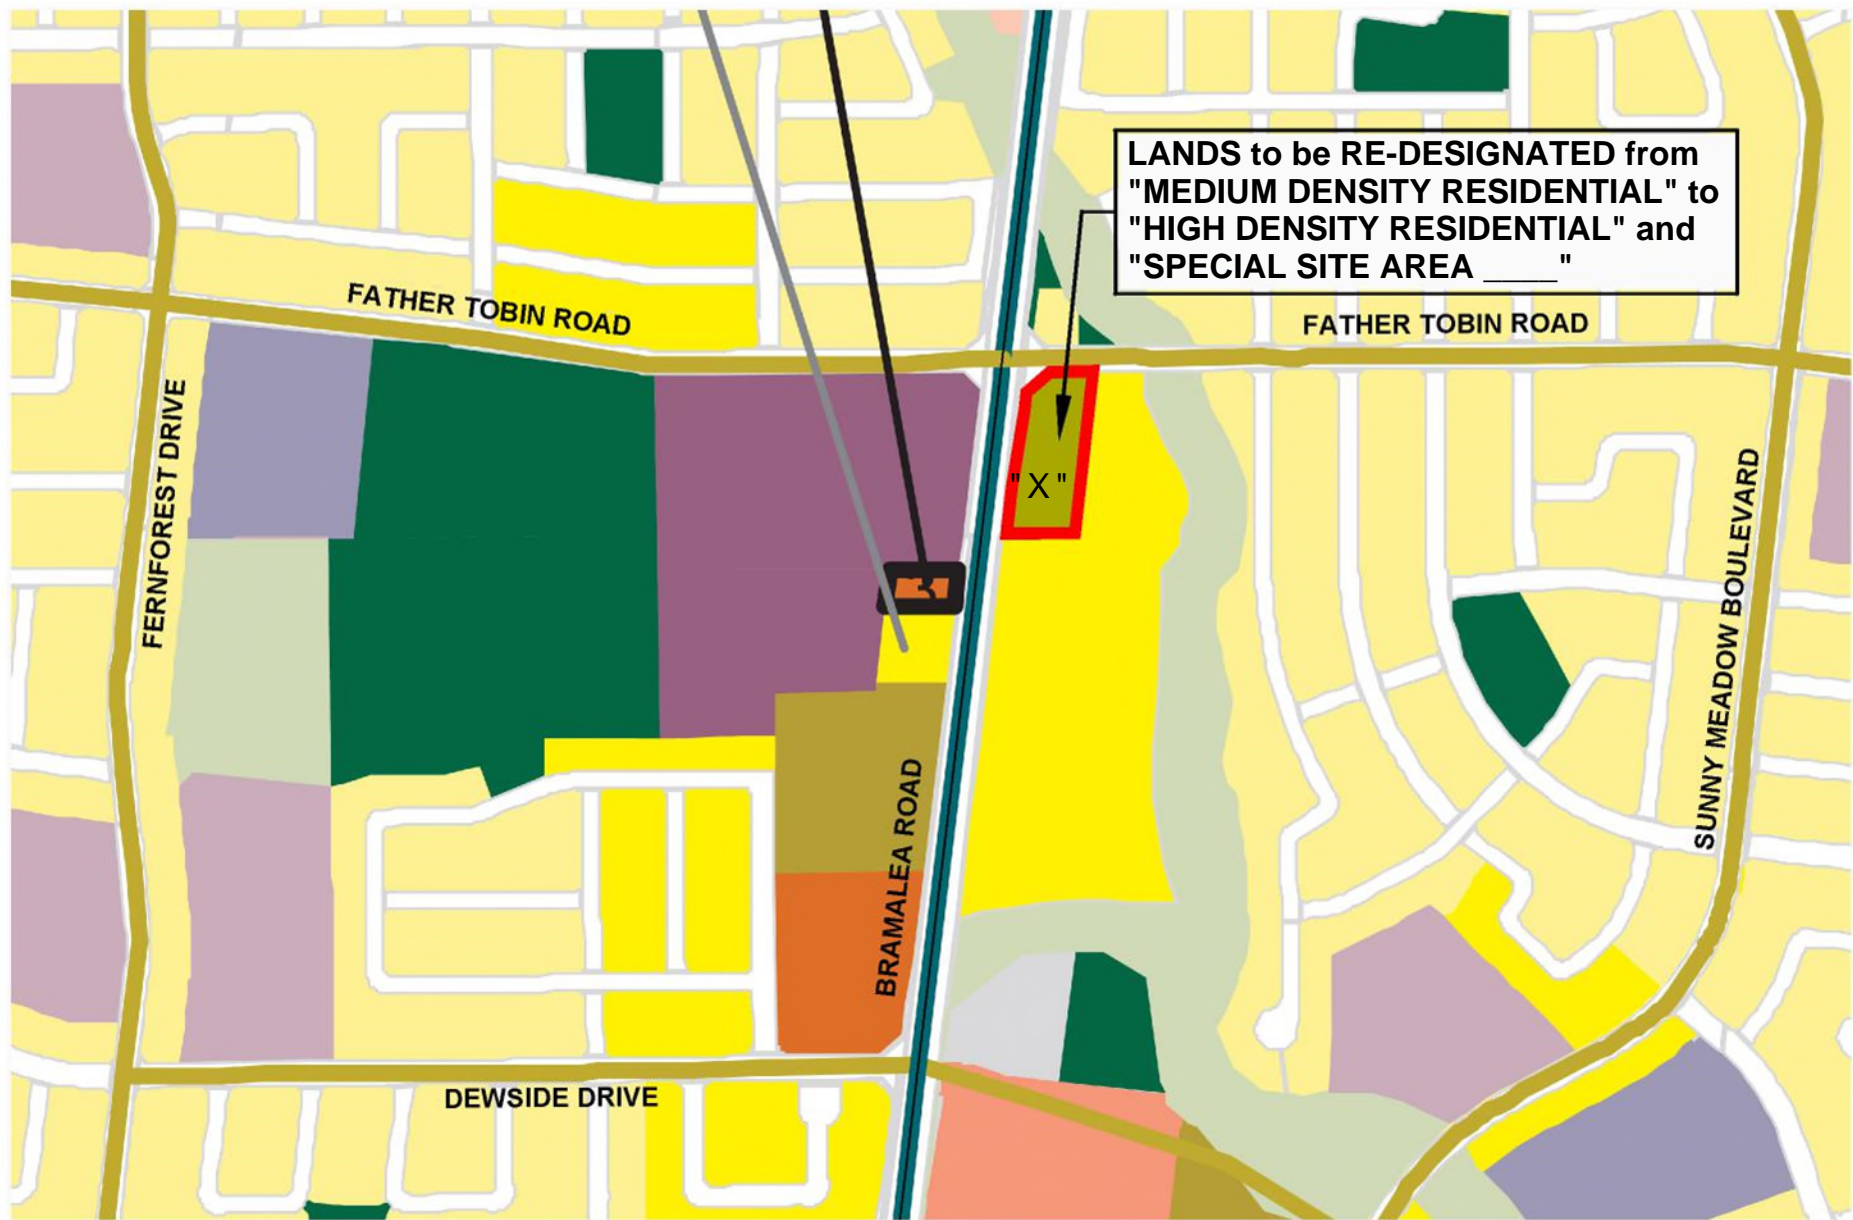 LANDS to be RE-DESIGNATED from
"MEDIUM DENSITY RESIDENTIAL" to
"HIGH DENSITY RESIDENTIAL" and
"SPECIAL SITE AREA ____"
FATHER TOBIN ROAD
FATHER TOBIN ROAD
FERNFOREST DRIVE
"X"
SUNNY MEADOW BOULEVARD
3
BRAMALEA ROAD
DEWSIDE DRIVE